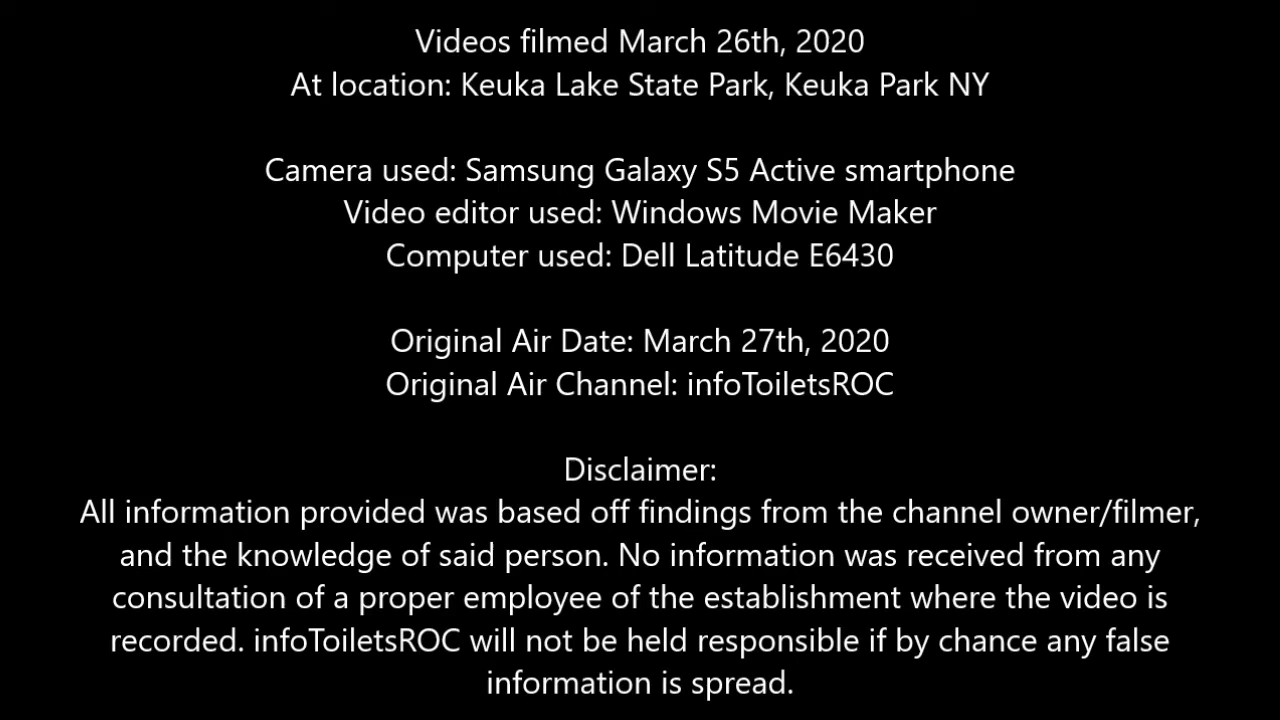 Videos filmed March 26th, 2020
At location: Keuka Lake State Park, Keuka Park NY
Camera used: Samsung Galaxy S5 Active smartphone
Video editor used: Windows Movie Maker
Computer used: Dell Latitude E6430
Original Air Date: March 27th, 2020
Original Air Channel: infoToiletsROC
Disclaimer:
All information provided was based off findings from the channel owner/filmer,
and the knowledge of said person. No information was received from any
consultation of a proper employee of the establishment where the video is
recorded. infoToiletsROC will not be held responsible if by chance any false
information is spread.